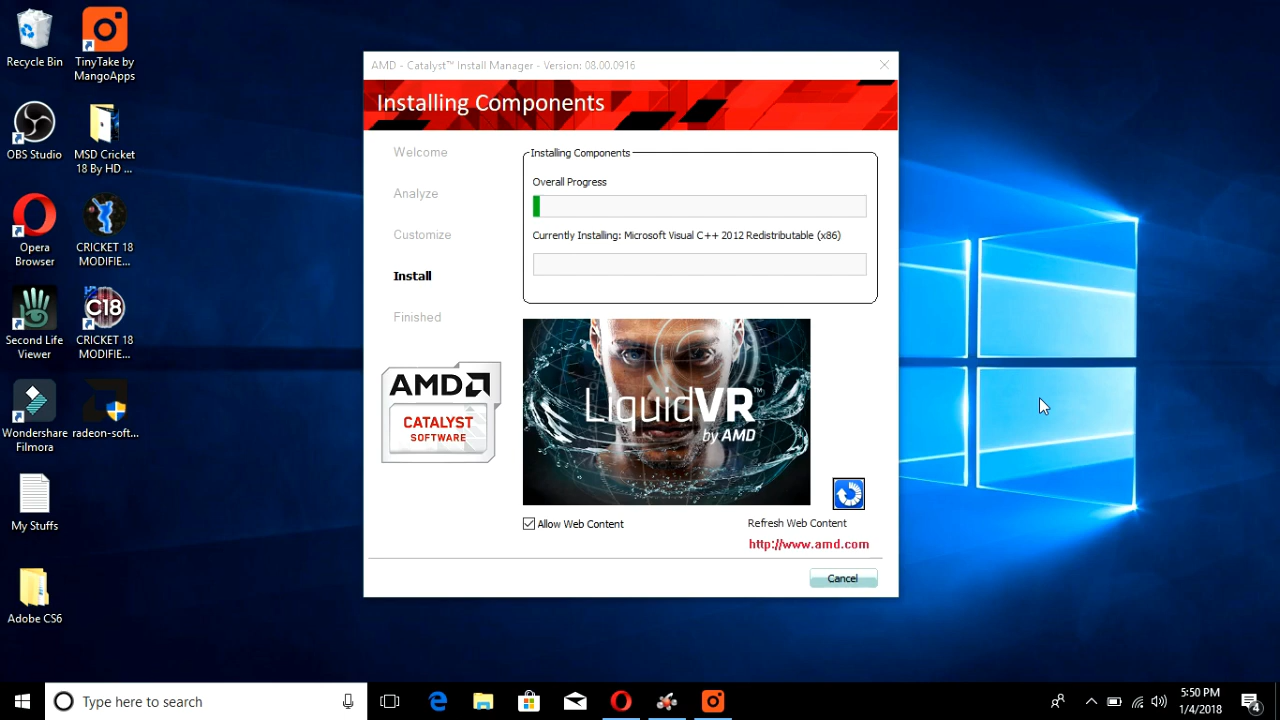 Recycle Bin
TinyTake by
MangoApps
OBS Studio
MSD Cricket
18 By HD ...
Opera
Browser
CRICKET 18
MODIFIE...
Second Life
Viewer
C18
CRICKET 18
MODIFIE...
Wondershare
Filmora
radeon-soft...
My Stuffs
Adobe CS6
AMD - Catalyst™ Install Manager - Version: 08.00.0916
Installing Components
Welcome
Analyze
Customize
Install
Finished
AMD
CATALYST
SOFTWARE
Installing Components
Overall Progress
Currently Installing: Microsoft Visual C++ 2012 Redistributable (x86)
LiquidVR™
by AMD
Allow Web Content
Refresh Web Content
http://www.amd.com
Cancel
Type here to search
5:50 PM
1/4/2018
4